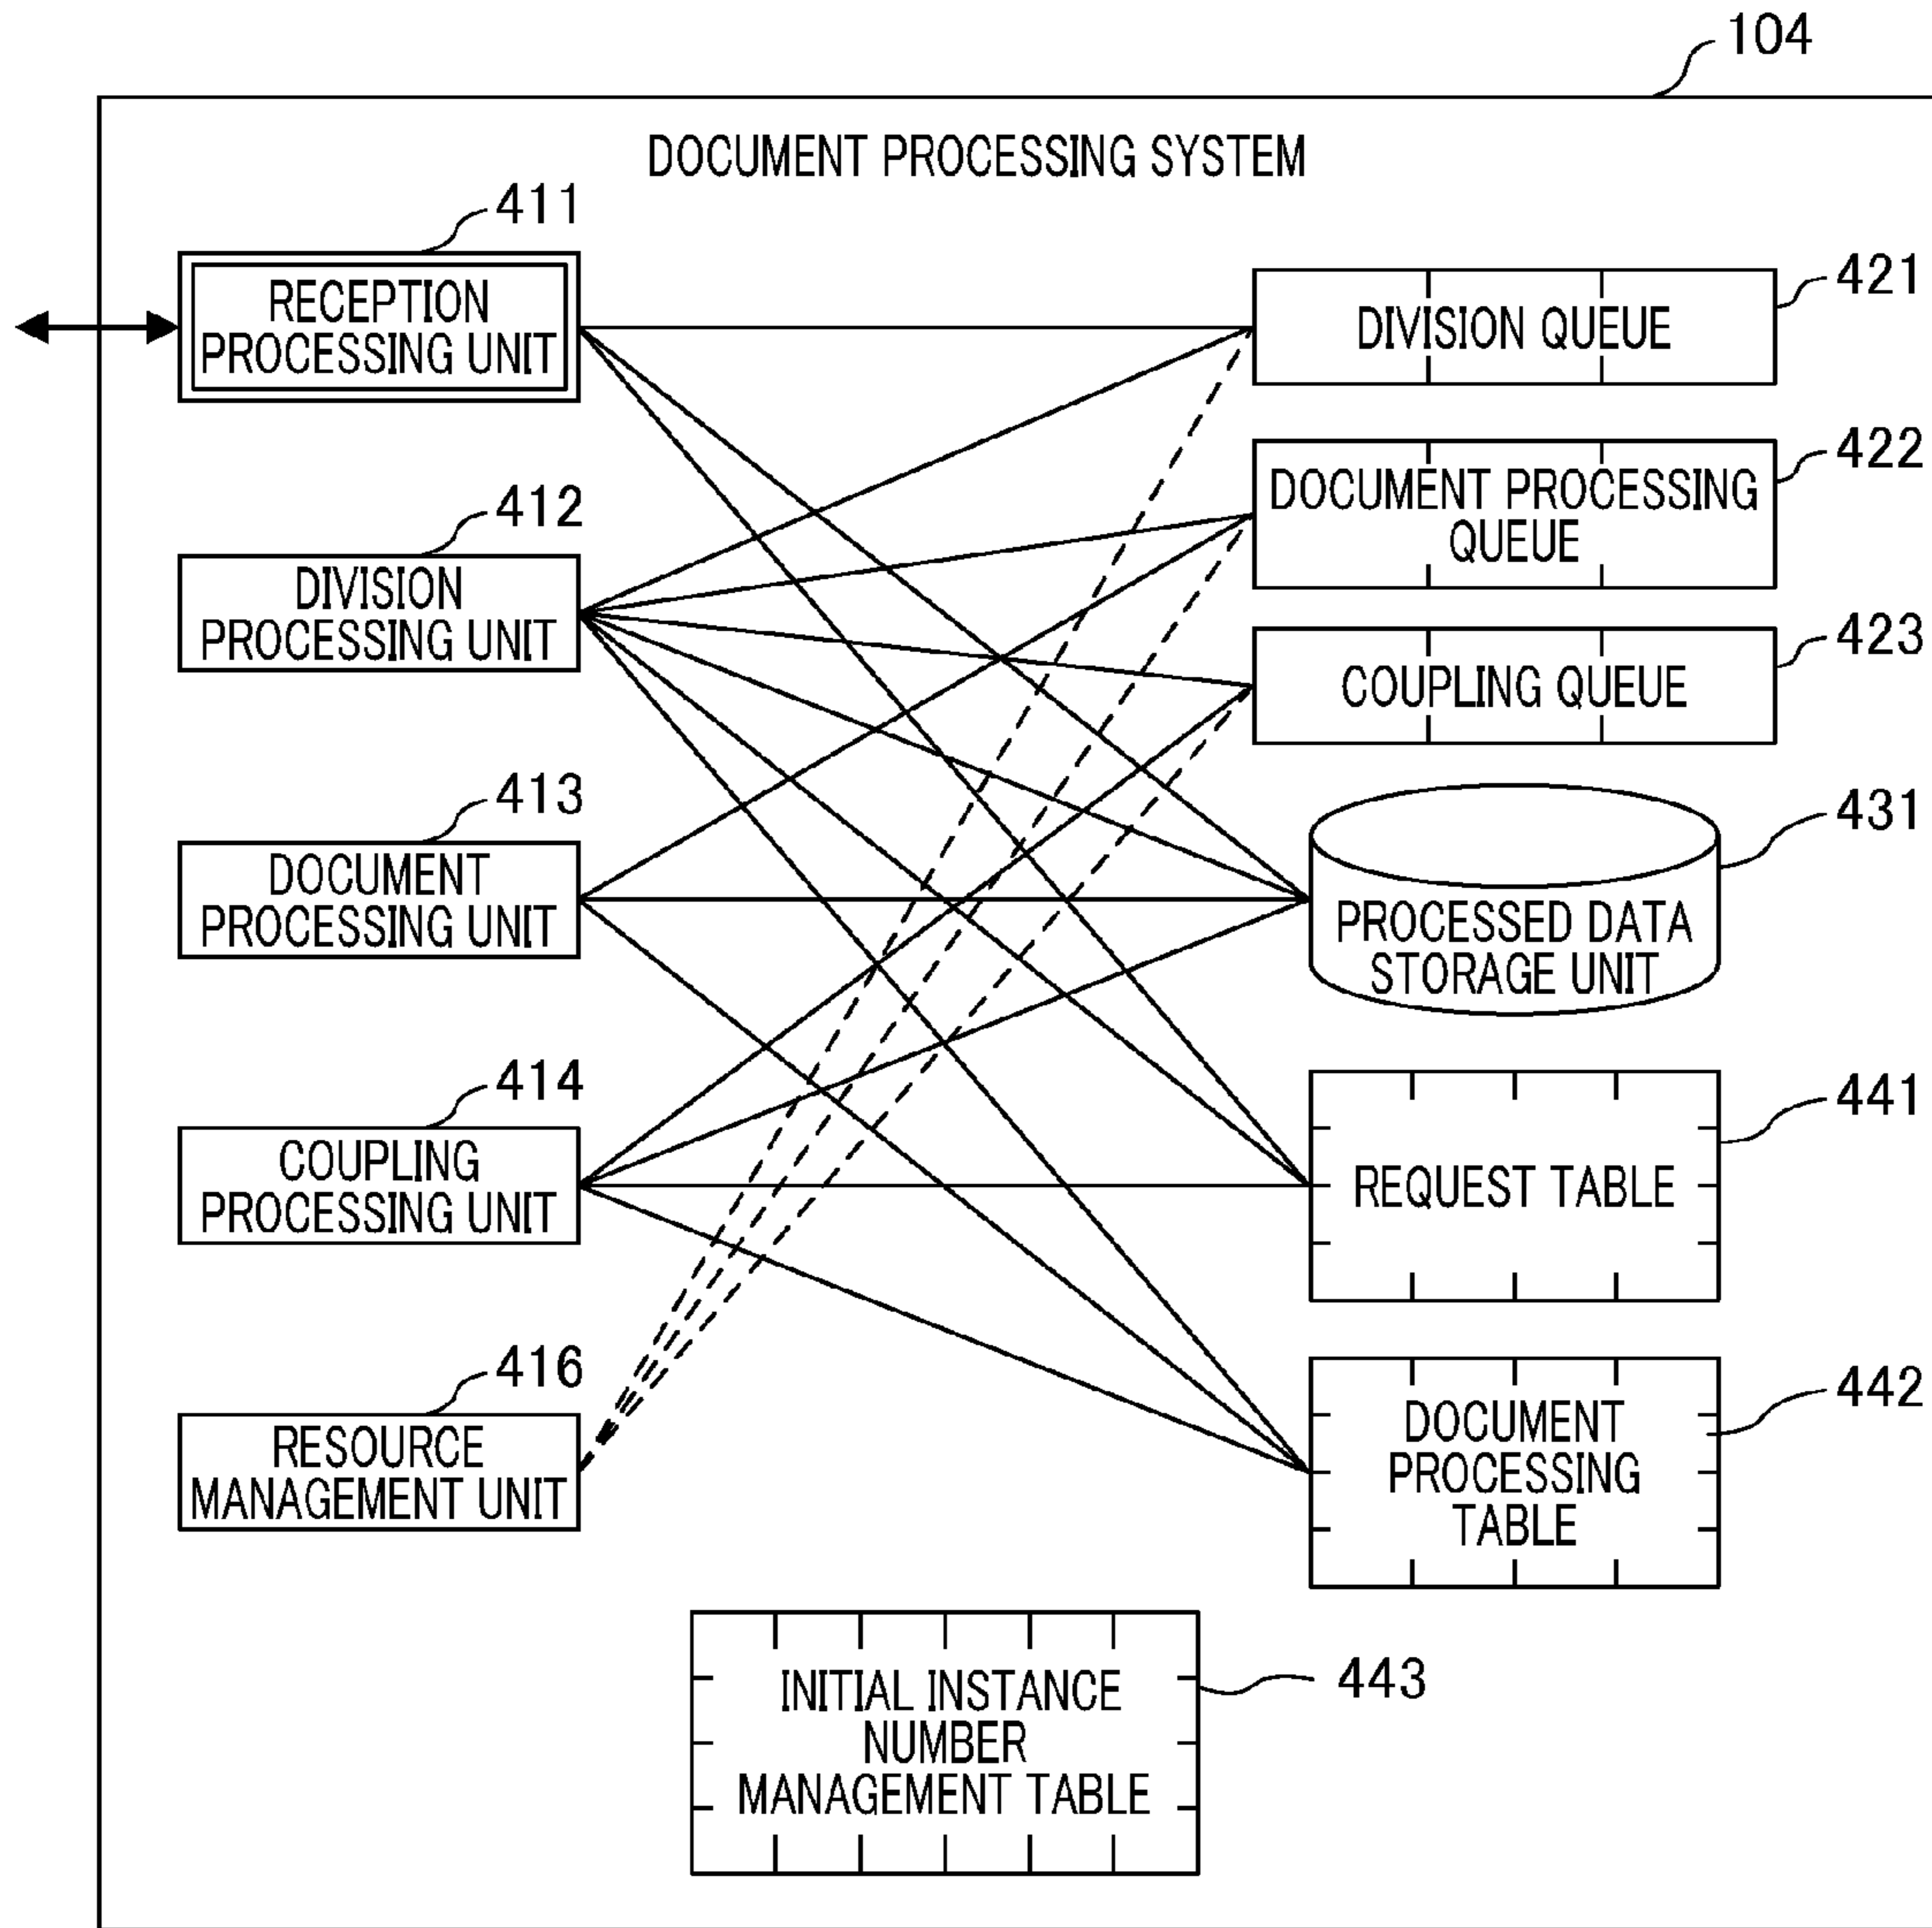 104
DOCUMENT PROCESSING SYSTEM
411
RECEPTION
PROCESSING UNIT
412
DIVISION
PROCESSING UNIT
413
DOCUMENT
PROCESSING UNIT
414
COUPLING
PROCESSING UNIT
416
RESOURCE
MANAGEMENT UNIT
421
DIVISION QUEUE
422
DOCUMENT PROCESSING
QUEUE
423
COUPLING QUEUE
431
PROCESSED DATA
STORAGE UNIT
441
REQUEST TABLE
442
DOCUMENT
PROCESSING
TABLE
443
INITIAL INSTANCE
NUMBER
MANAGEMENT TABLE